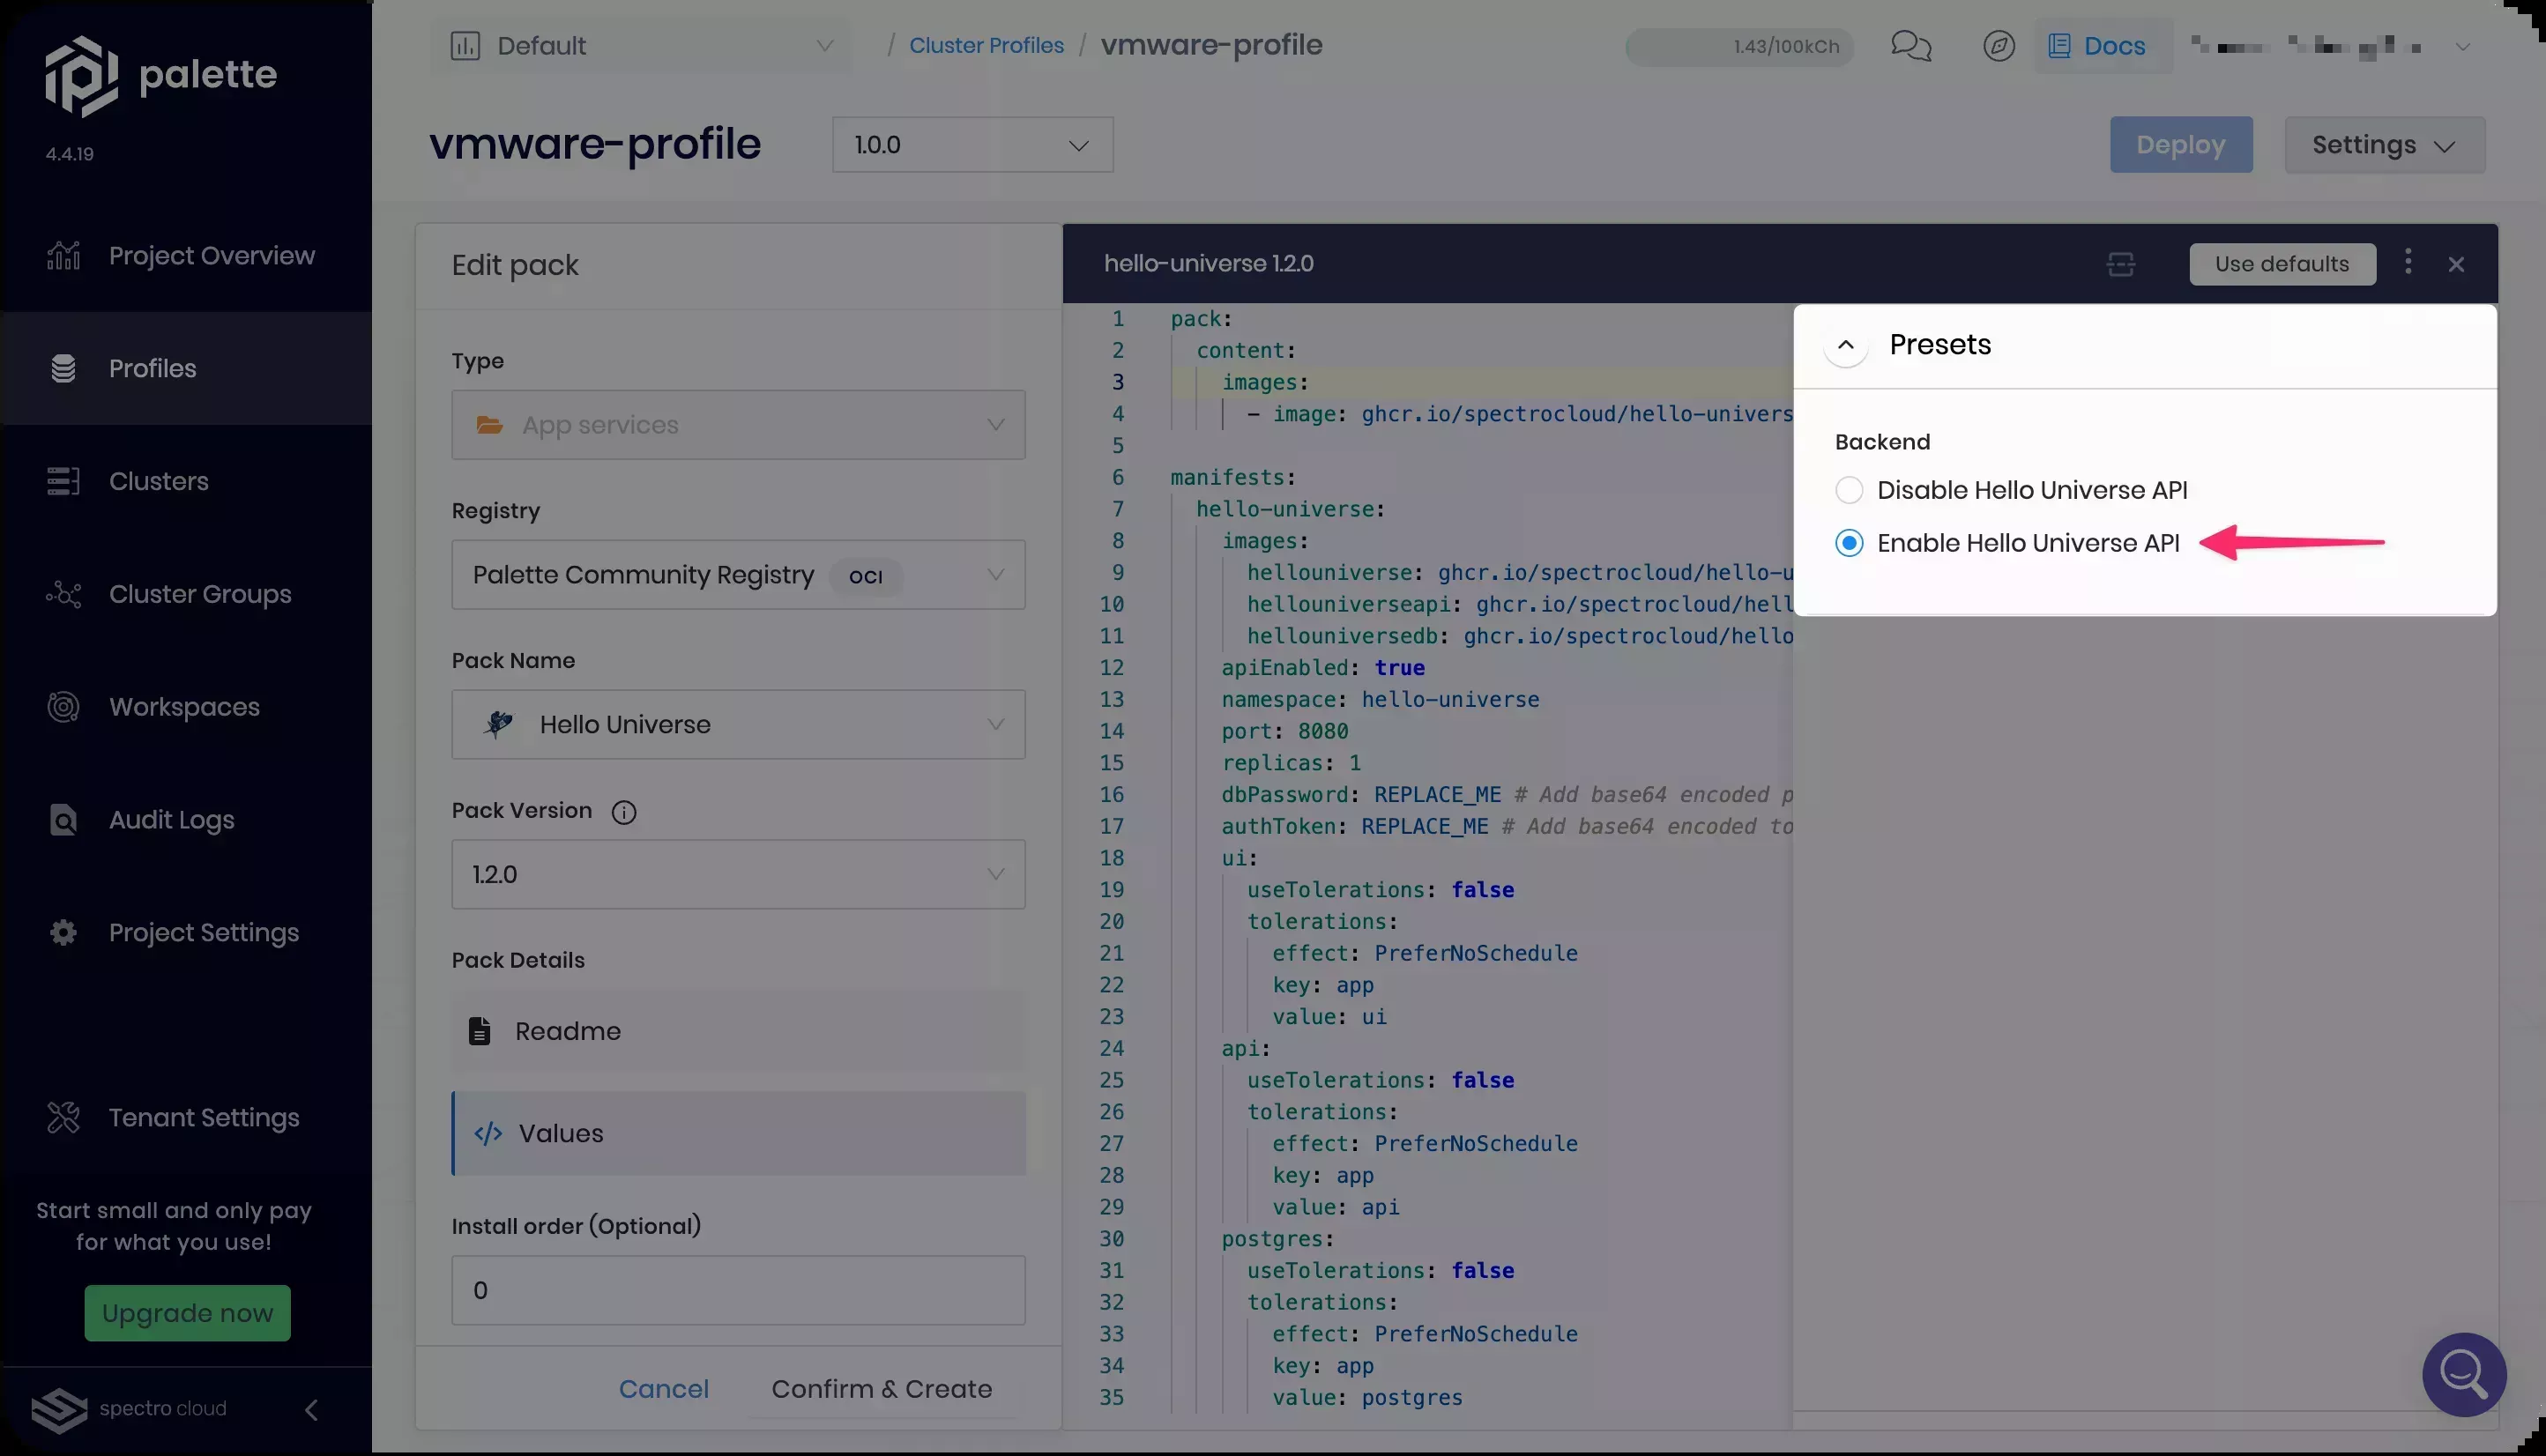 palette
4.4.19
Project Overview
Profiles
Clusters
Cluster Groups
Workspaces
Audit Logs
Project Settings
Tenant Settings
Start small and only pay
for what you use!
Upgrade now
spectro cloud
Default
/ Cluster Profiles / vmware-profile
1.43/100kCh
Docs
vmware-profile
1.0.0
Deploy
Settings
Edit pack
Type
App services
Registry
Palette Community Registry OCI
Pack Name
Hello Universe
Pack Version
1.2.0
Pack Details
Readme
</> Values
Install order (Optional)
0
Cancel
Confirm & Create
hello-universe 1.2.0
Use defaults
1 pack:
2 content:
3 images:
4 - image: ghcr.io/spectrocloud/hello-univers
5
6 manifests:
7 hello-universe:
8 images:
9 hellouniverse: ghcr.io/spectrocloud/hello-u
10 hellouniverseapi: ghcr.io/spectrocloud/hell
11 hellouniversedb: ghcr.io/spectrocloud/hello
12 apiEnabled: true
13 namespace: hello-universe
14 port: 8080
15 replicas: 1
16 dbPassword: REPLACE_ME # Add base64 encoded p
17 authToken: REPLACE_ME # Add base64 encoded to
18 ui:
19 useTolerations: false
20 tolerations:
21 effect: PreferNoSchedule
22 key: app
23 value: ui
24 api:
25 useTolerations: false
26 tolerations:
27 effect: PreferNoSchedule
28 key: app
29 value: api
30 postgres:
31 useTolerations: false
32 tolerations:
33 effect: PreferNoSchedule
34 key: app
35 value: postgres
Presets
Backend
Disable Hello Universe API
Enable Hello Universe API